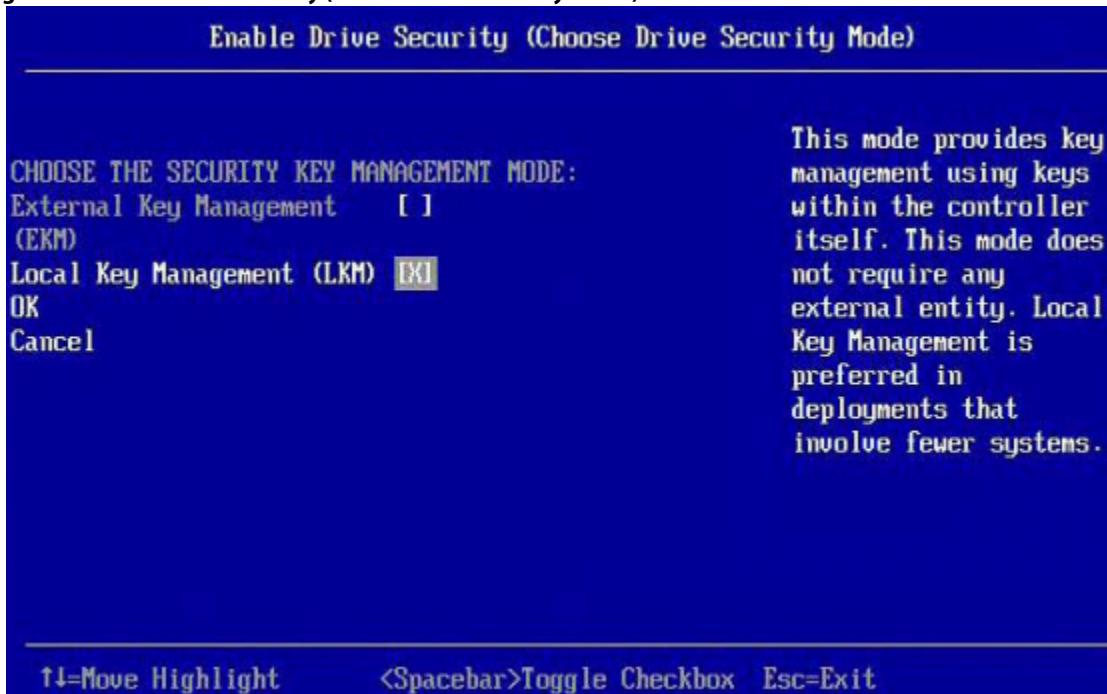 Enable Drive Security (Choose Drive Security Mode)
CHOOSE THE SECURITY KEY MANAGEMENT MODE:
External Key Management [ ]
(EKM)
Local Key Management (LKM) [X]
OK
Cancel
This mode provides key
management using keys
within the controller
itself. This mode does
not require any
external entity. Local
Key Management is
preferred in
deployments that
involve fewer systems.
↑↓=Move Highlight <Spacebar>Toggle Checkbox Esc=Exit